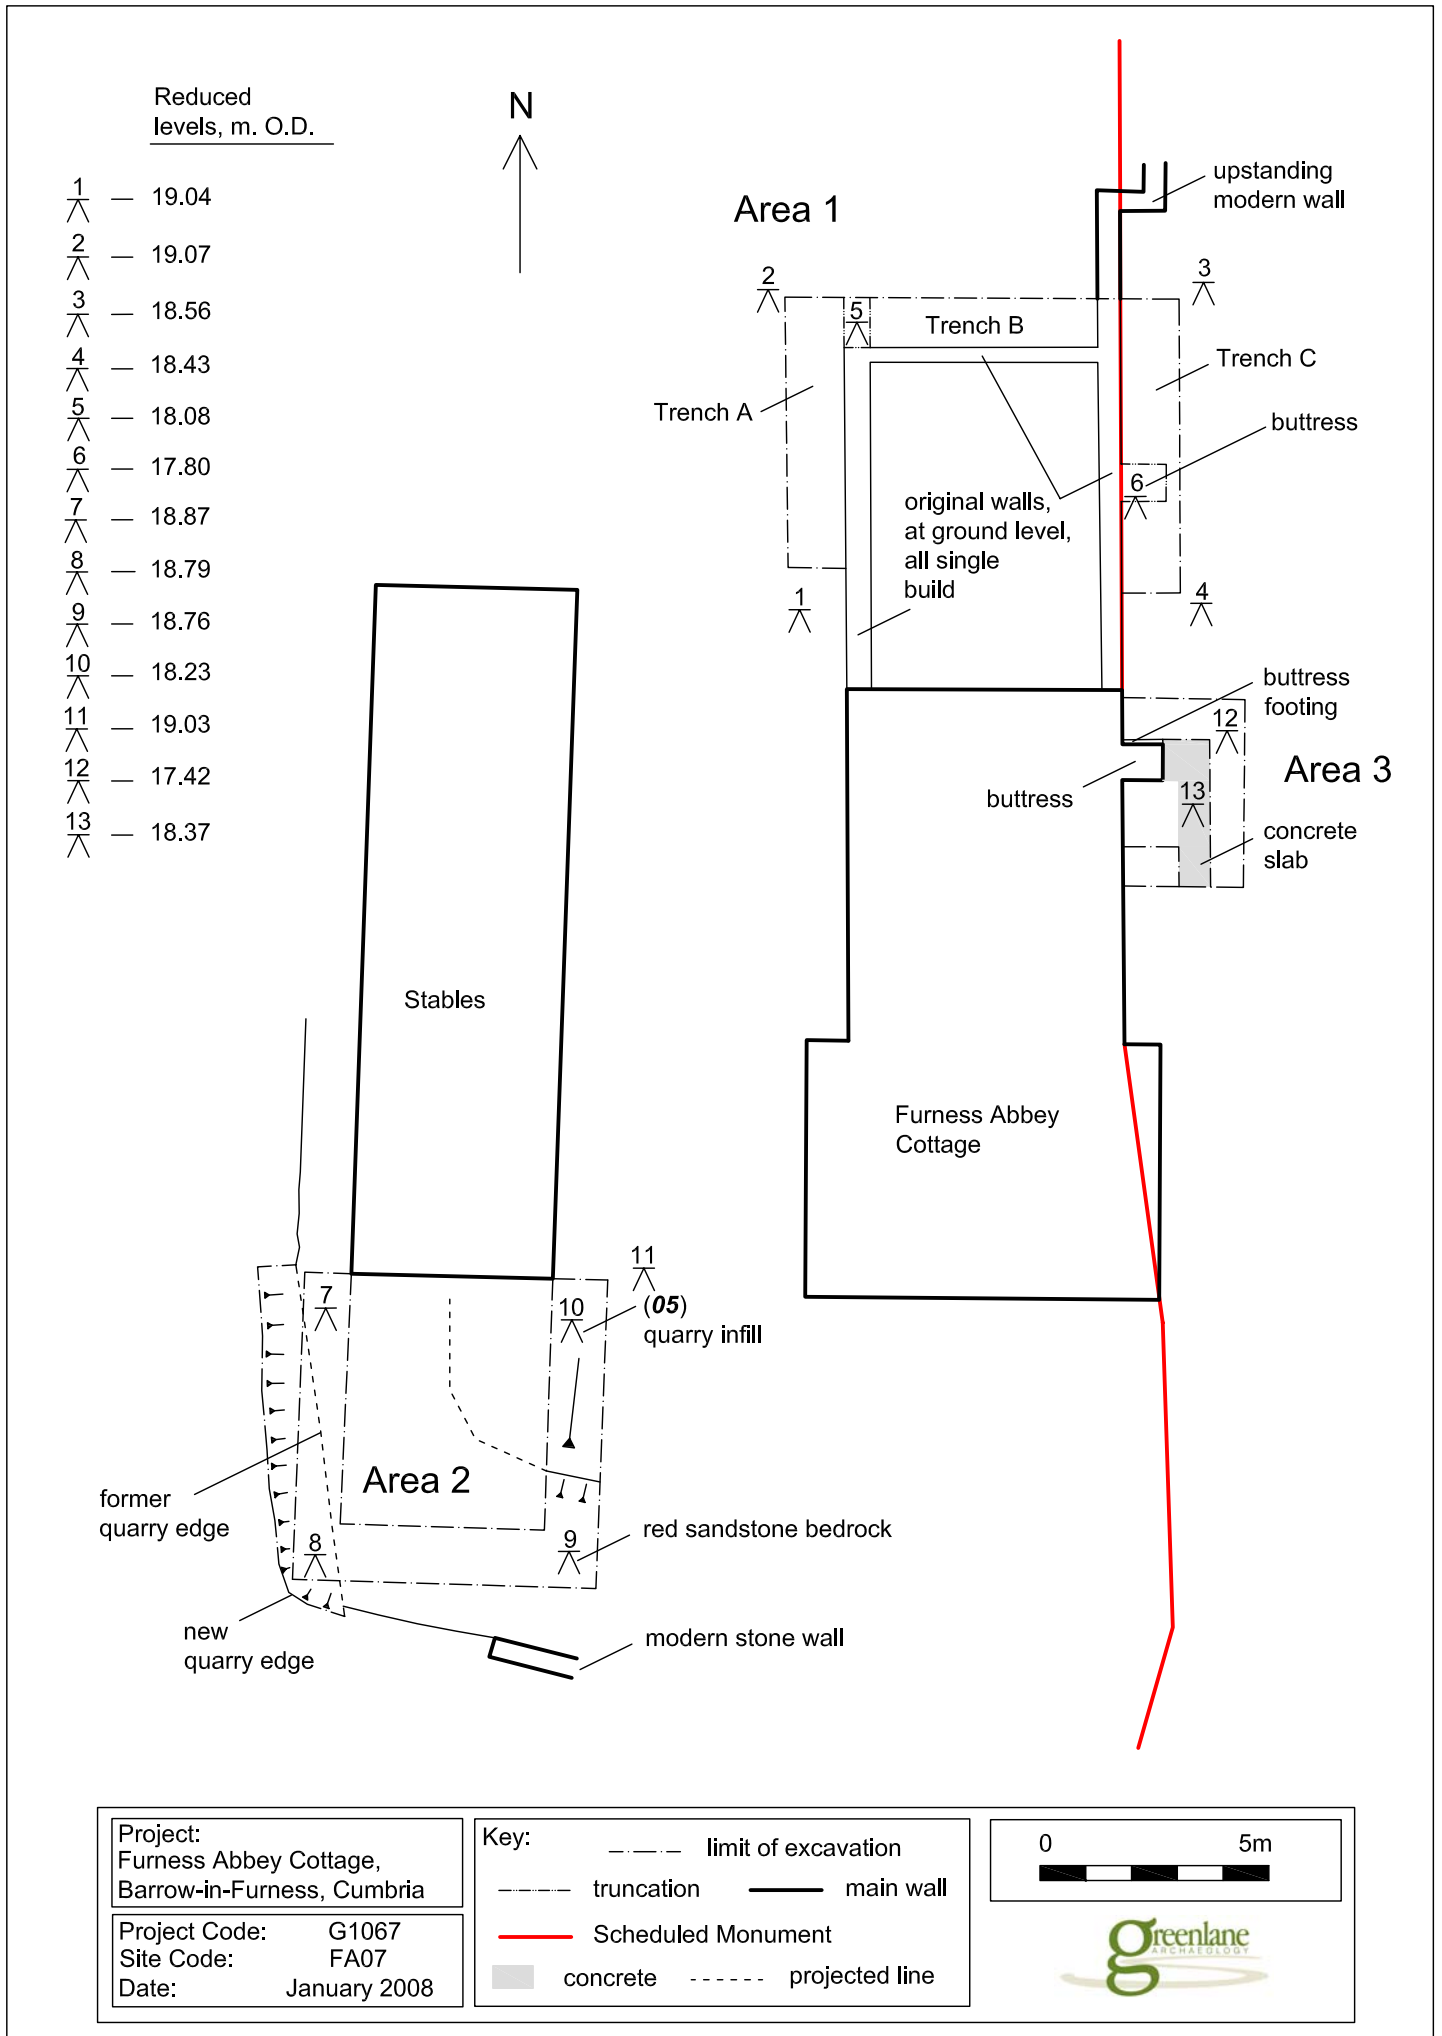 Reduced
levels, m. O.D.
1 — 19.04
2 — 19.07
3 — 18.56
4 — 18.43
5 — 18.08
6 — 17.80
7 — 18.87
8 — 18.79
9 — 18.76
10 — 18.23
11 — 19.03
12 — 17.42
13 — 18.37
N
Area 1
upstanding
modern wall
2
3
5
Trench B
Trench C
Trench A
buttress
6
original walls,
at ground level,
all single
build
1
4
buttress
footing
12
Area 3
buttress
13
concrete
slab
Stables
Furness Abbey
Cottage
11
7
10
(05)
quarry infill
Area 2
former
quarry edge
8
9
red sandstone bedrock
new
quarry edge
modern stone wall
Project:
Furness Abbey Cottage,
Barrow-in-Furness, Cumbria
Project Code: G1067
Site Code: FA07
Date: January 2008
Key:
limit of excavation
truncation
main wall
Scheduled Monument
concrete
projected line
0 5m
greenlane
ARCHAEOLOGY